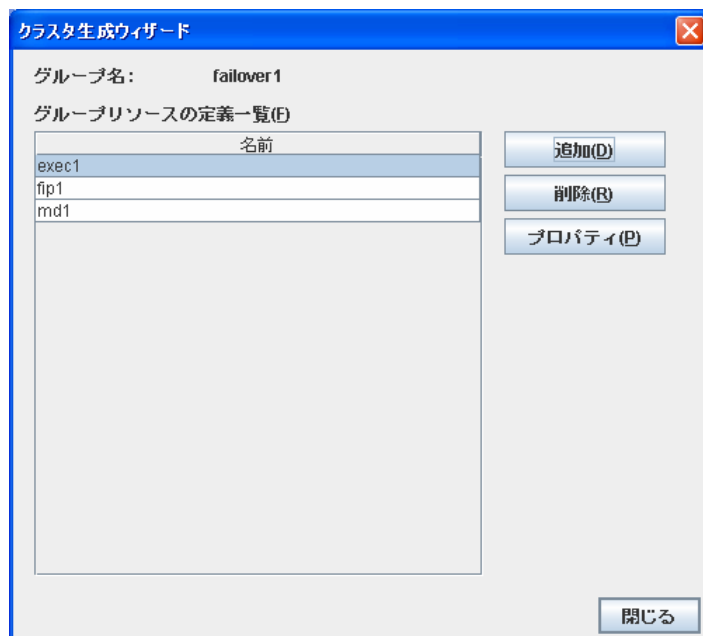 クラスタ生成ウィザード
グループ名: failover1
グループリソースの定義一覧(F)
名前
exec1
fip1
md1
追加(D)
削除(R)
プロパティ(P)
閉じる